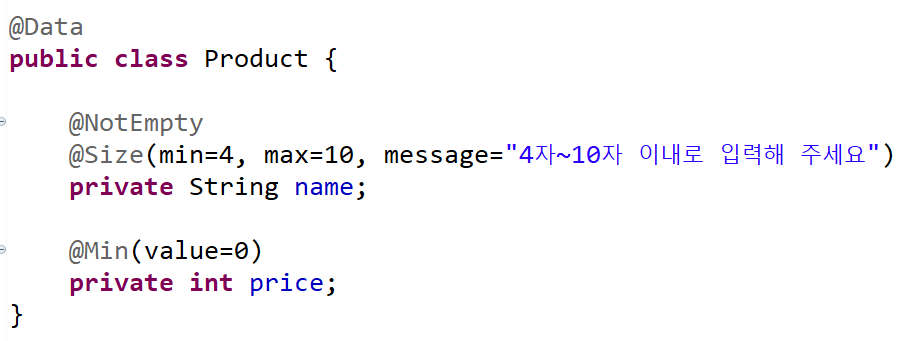 @Data
public class Product {
@NotEmpty
@Size(min=4, max=10, message="4자~10자 이내로 입력해 주세요")
private String name;
@Min(value=0)
private int price;
}